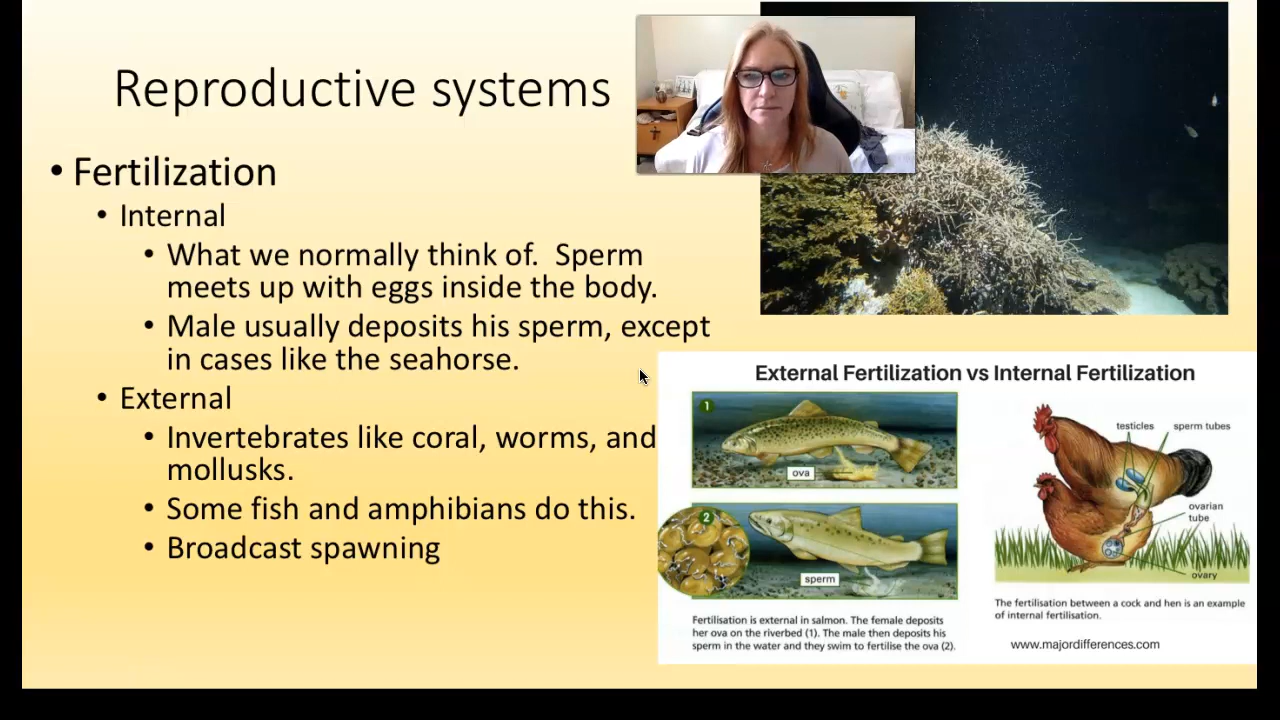 Reproductive systems
• Fertilization
• Internal
• What we normally think of.  Sperm
meets up with eggs inside the body.
• Male usually deposits his sperm, except
in cases like the seahorse.
• External
• Invertebrates like coral, worms, and
mollusks.
• Some fish and amphibians do this.
• Broadcast spawning
External Fertilization vs Internal Fertilization
1
ova
2
sperm
Fertilisation is external in salmon. The female deposits
her ova on the riverbed (1). The male then deposits his
sperm in the water and they swim to fertilise the ova (2).
testicles
sperm tubes
ovarian
tube
ovary
The fertilisation between a cock and hen is an example
of internal fertilisation.
www.majordifferences.com